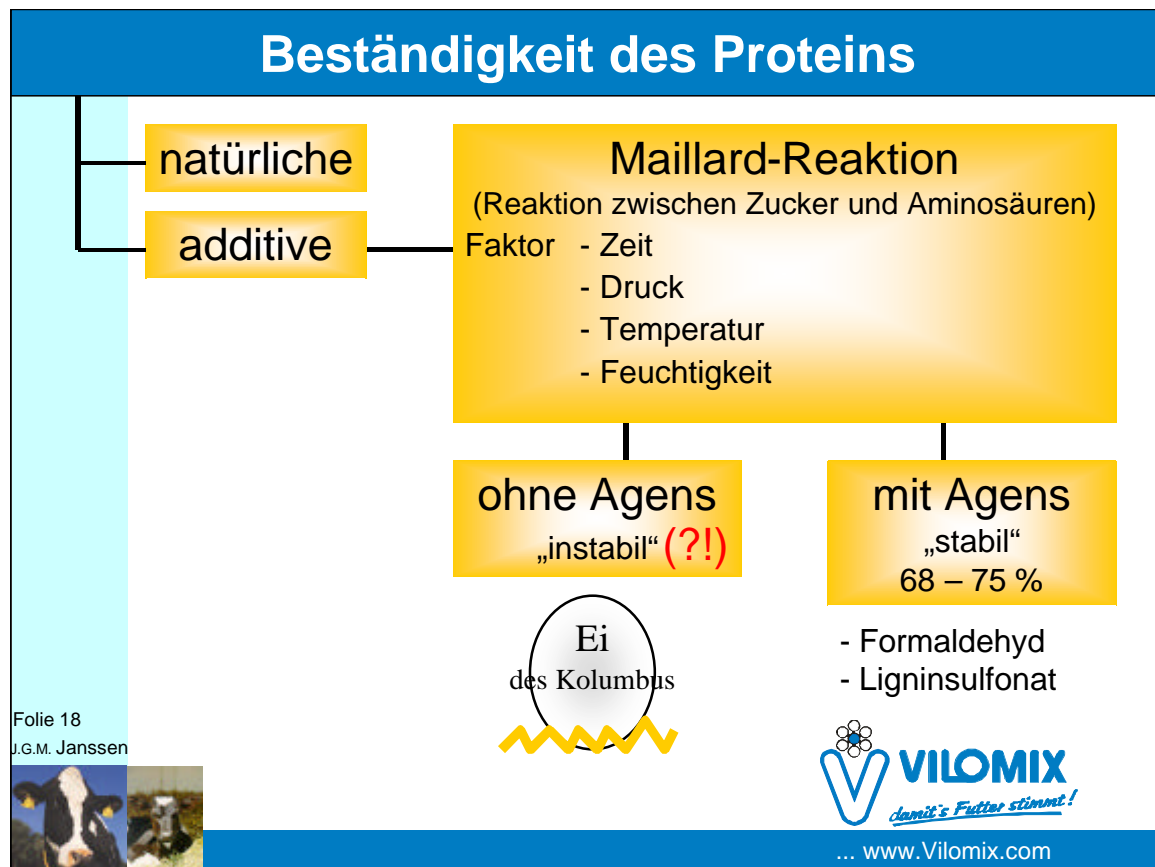 Beständigkeit des Proteins
natürliche
additive
Maillard-Reaktion
(Reaktion zwischen Zucker und Aminosäuren)
Faktor - Zeit
- Druck
- Temperatur
- Feuchtigkeit
ohne Agens
„instabil“ (?!)
mit Agens
„stabil“
68 – 75 %
Ei
des Kolumbus
- Formaldehyd
- Ligninsulfonat
Folie 18
J.G.M. Janssen
V VILOMIX
damit's Futter stimmt!
... www.Vilomix.com